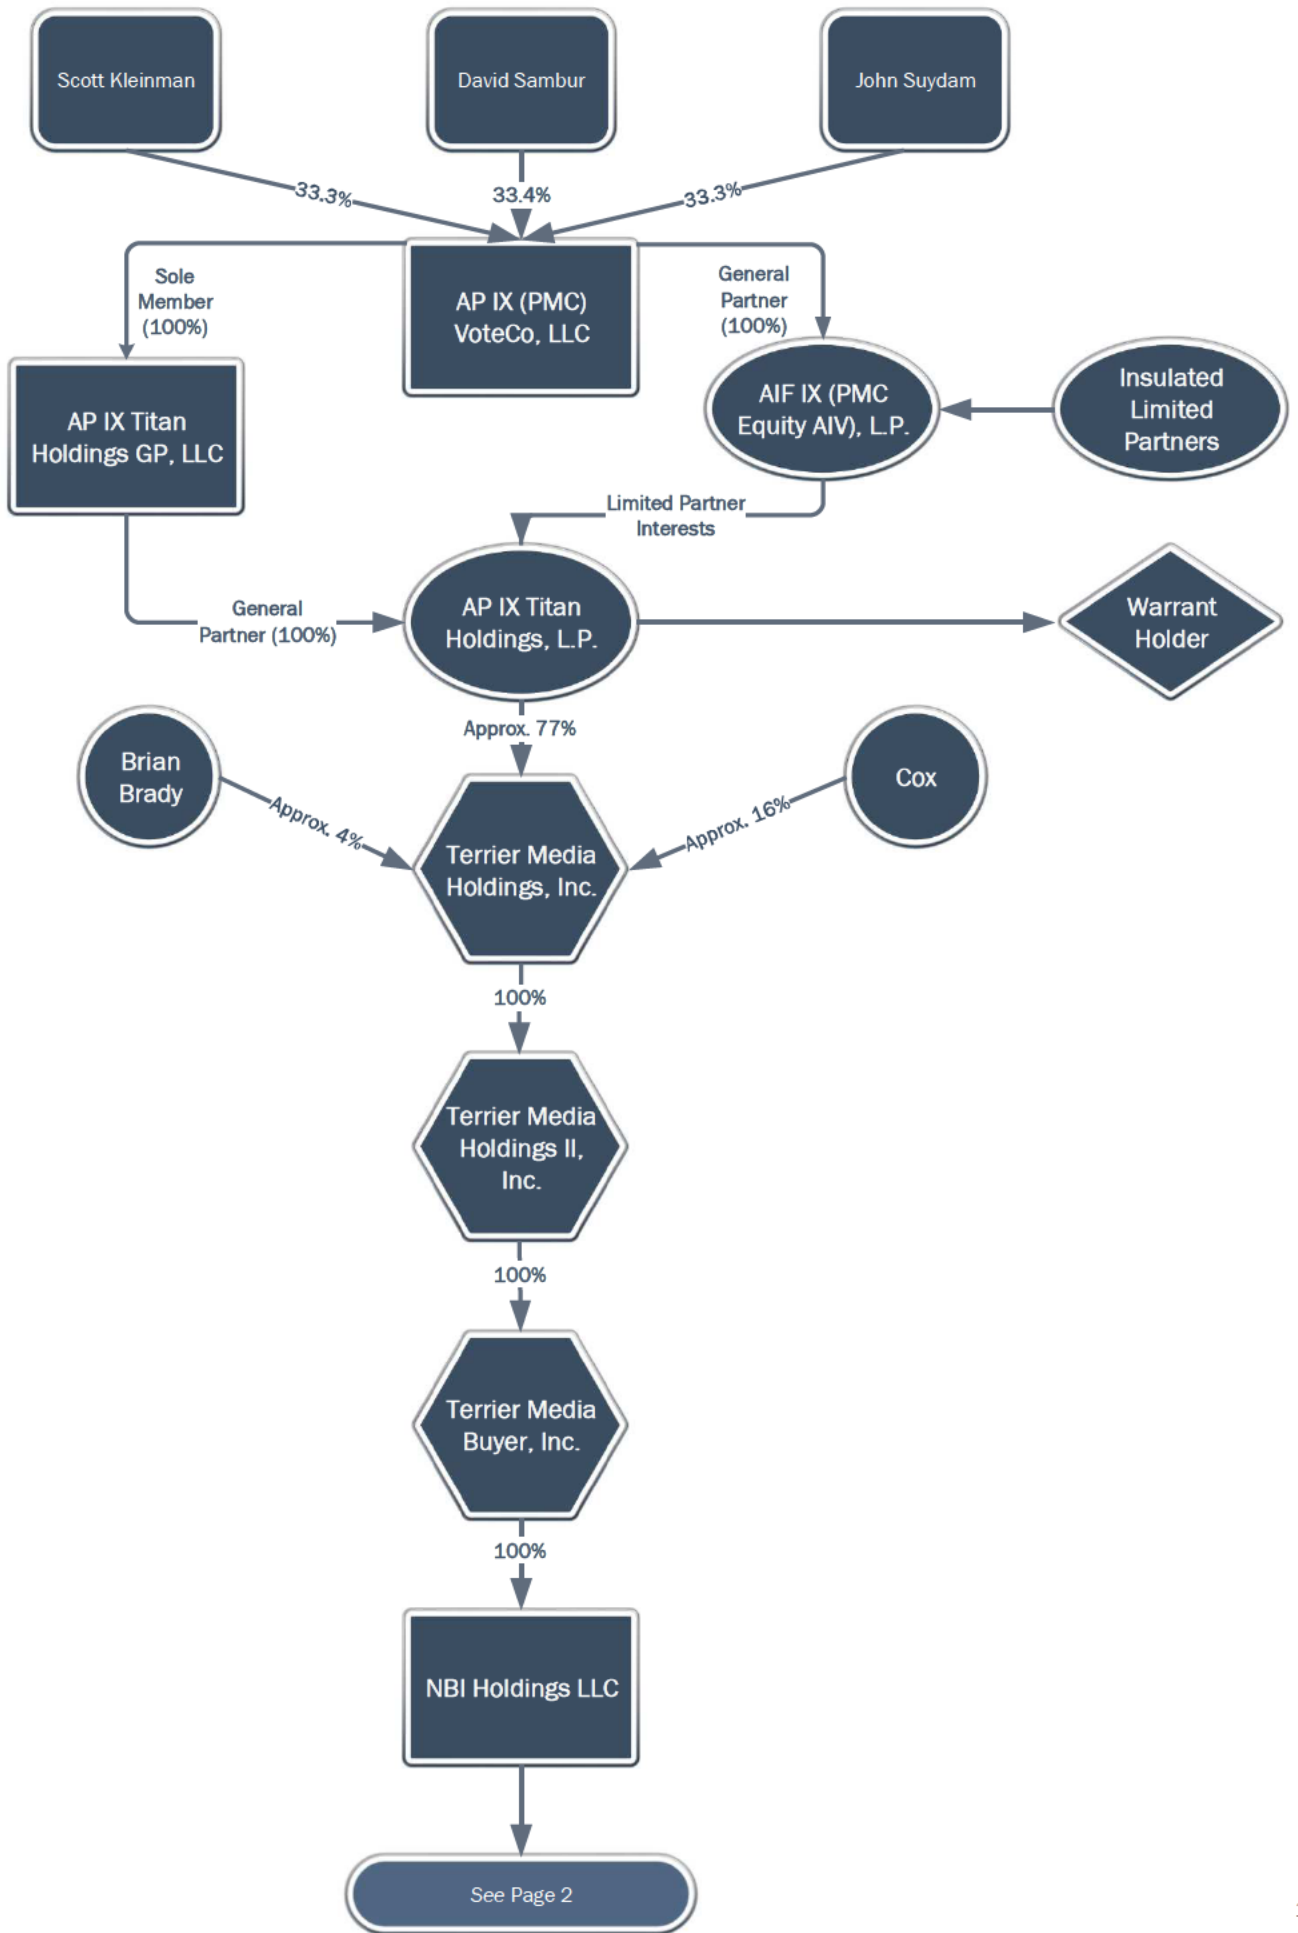 Scott Kleinman
David Sambur
John Suydam
33.3%
33.4%
33.3%
Sole
Member
(100%)
AP IX (PMC)
VoteCo, LLC
General
Partner
(100%)
AP IX Titan
Holdings GP, LLC
AIF IX (PMC
Equity AIV), L.P.
Insulated
Limited
Partners
Limited Partner
Interests
General
Partner (100%)
AP IX Titan
Holdings, L.P.
Warrant
Holder
Approx. 77%
Brian
Brady
Approx. 4%
Cox
Approx. 16%
Terrier Media
Holdings, Inc.
100%
Terrier Media
Holdings II,
Inc.
100%
Terrier Media
Buyer, Inc.
100%
NBI Holdings LLC
See Page 2